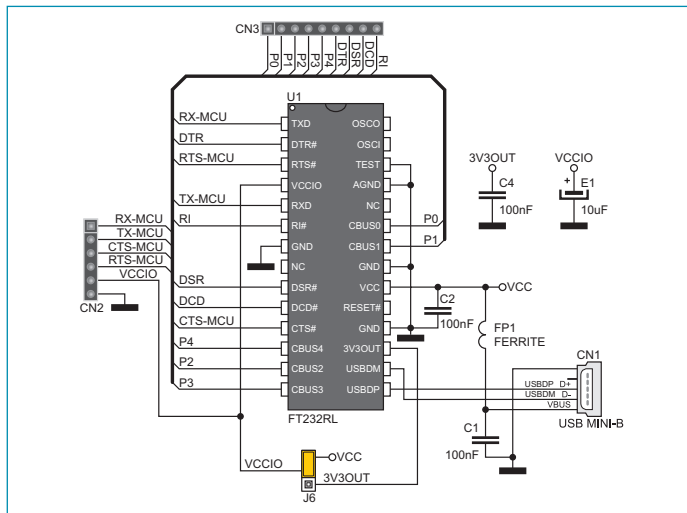 CN3
P0
P1
P2
P3
P4
DTR
DSR
DCD
RI
U1
RX-MCU
DTR
RTS-MCU
TX-MCU
RI
DSR
DCD
CTS-MCU
P4
P2
P3
TXD
DTR#
RTS#
VCCIO
RXD
RI#
GND
NC
DSR#
DCD#
CTS#
CBUS4
CBUS2
CBUS3
OSCO
OSCI
TEST
AGND
NC
CBUS0
CBUS1
GND
VCC
RESET#
GND
3V3OUT
USBDM
USBDP
FT232RL
P0
P1
RX-MCU
TX-MCU
CTS-MCU
RTS-MCU
VCCIO
CN2
3V3OUT
C4
100nF
VCCIO
+
E1
10uF
VCC
C2
100nF
FP1
FERRITE
CN1
USBDP D+
USBDM D-
VBUS
USB MINI-B
C1
100nF
VCCIO
VCC
3V3OUT
J6